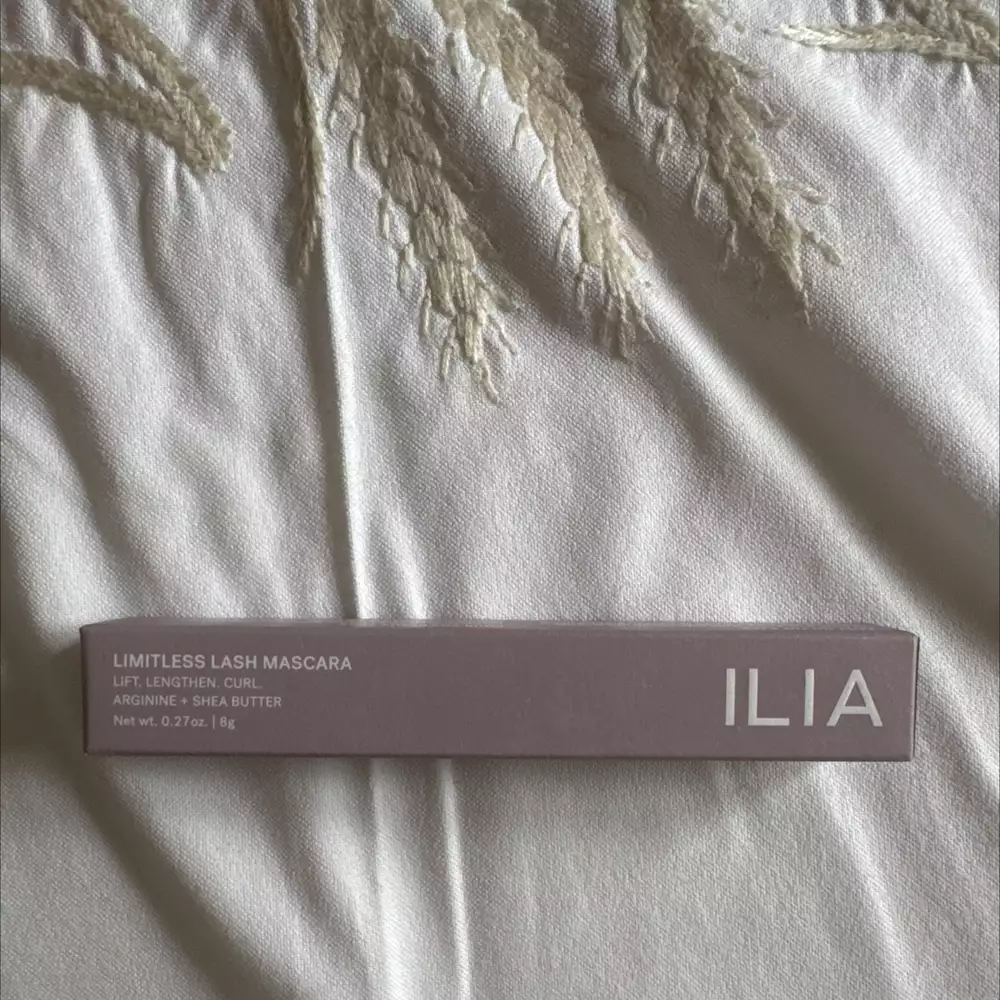 LIMITLESS LASH MASCARA
LIFT. LENGTHEN. CURL.
ARGININE + SHEA BUTTER
Net wt. 0.27oz. | 8g
ILIA